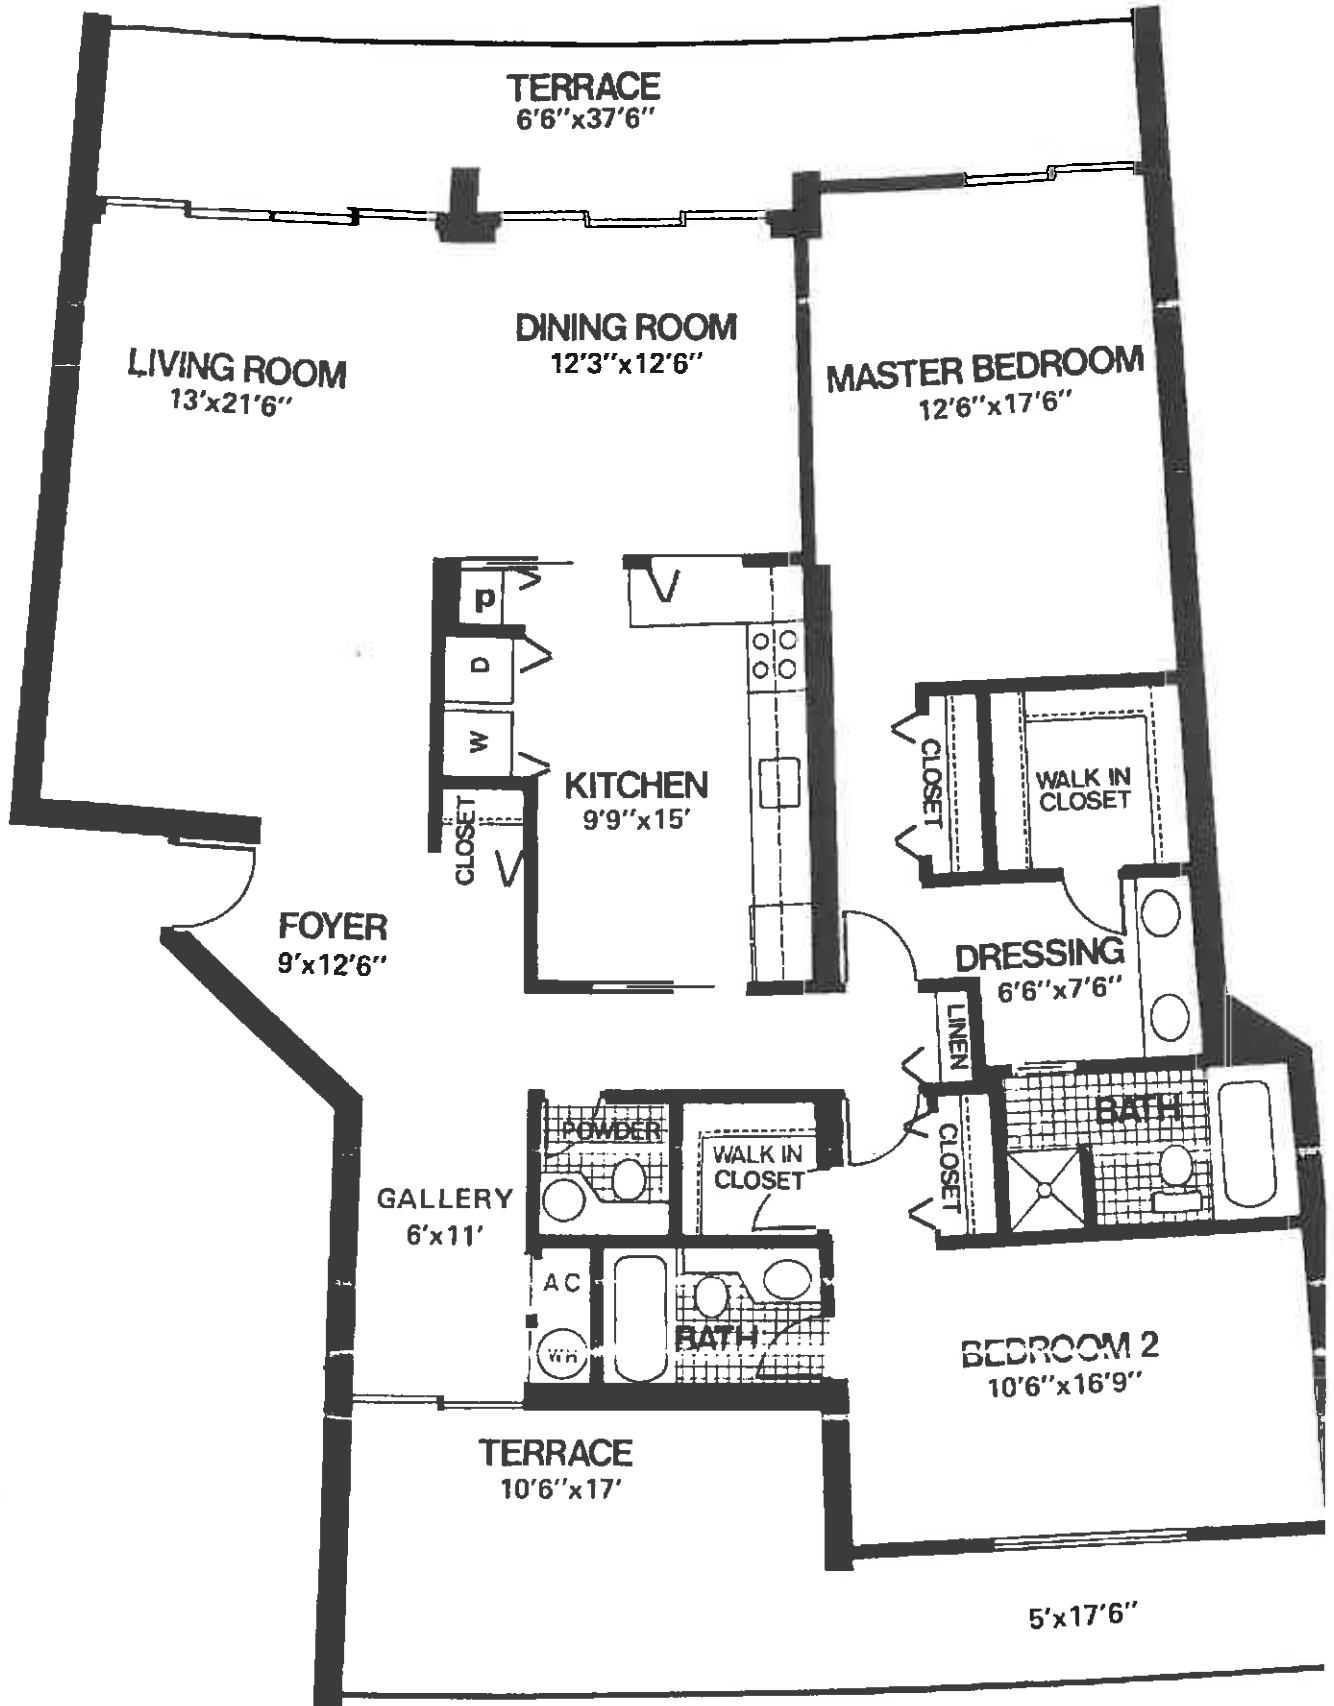 TERRACE
6'6"x37'6"
DINING ROOM
12'3"x12'6"
LIVING ROOM
13'x21'6"
MASTER BEDROOM
12'6"x17'6"
P
D
W
CLOSET
KITCHEN
9'9"x15'
CLOSET
WALK IN
CLOSET
FOYER
9'x12'6"
DRESSING
6'6"x7'6"
LINEN
POWDER
WALK IN
CLOSET
CLOSET
BATH
GALLERY
6'x11'
AC
WH
BATH
BEDROOM 2
10'6"x16'9"
TERRACE
10'6"x17'
5'x17'6"